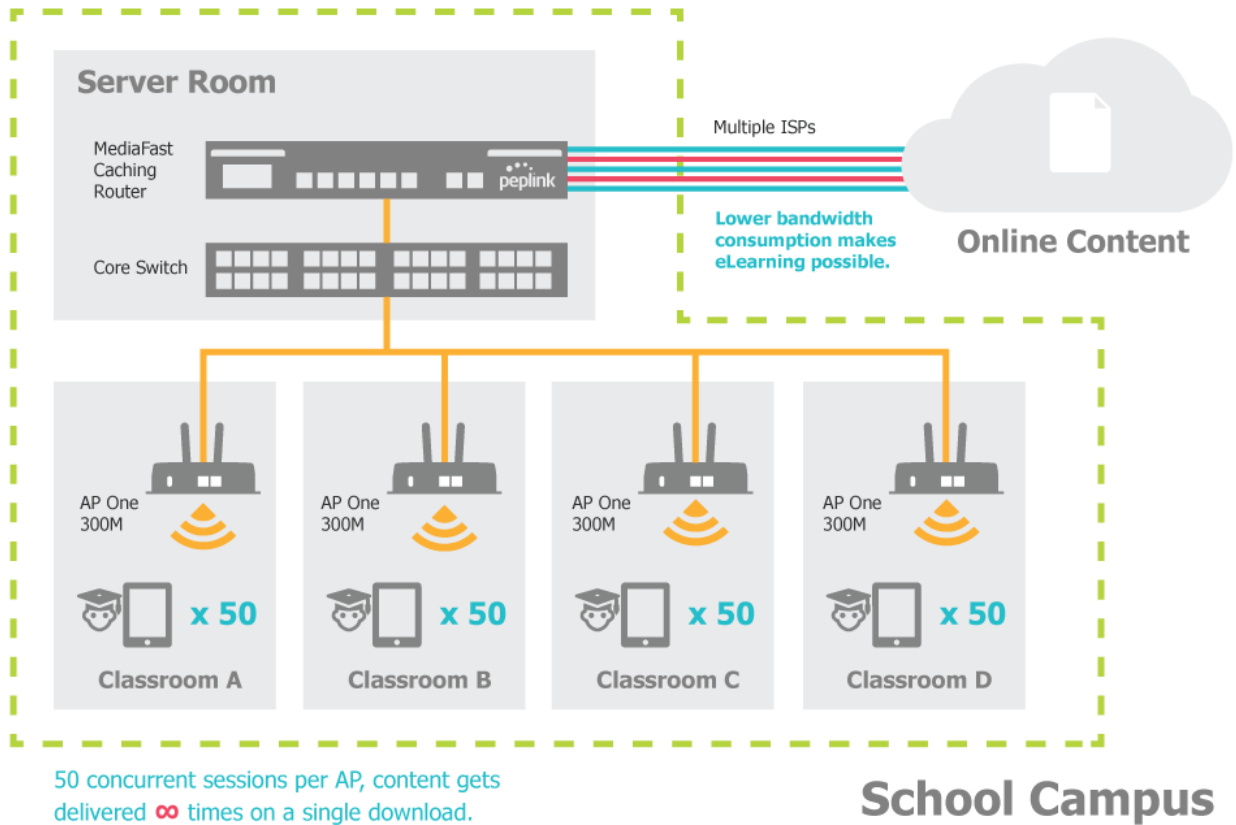 Server Room
MediaFast
Caching
Router
peplink
Core Switch
Multiple ISPs
Lower bandwidth
consumption makes
eLearning possible.
Online Content
AP One
300M
x 50
Classroom A
AP One
300M
x 50
Classroom B
AP One
300M
x 50
Classroom C
AP One
300M
x 50
Classroom D
50 concurrent sessions per AP, content gets
delivered ∞ times on a single download.
School Campus